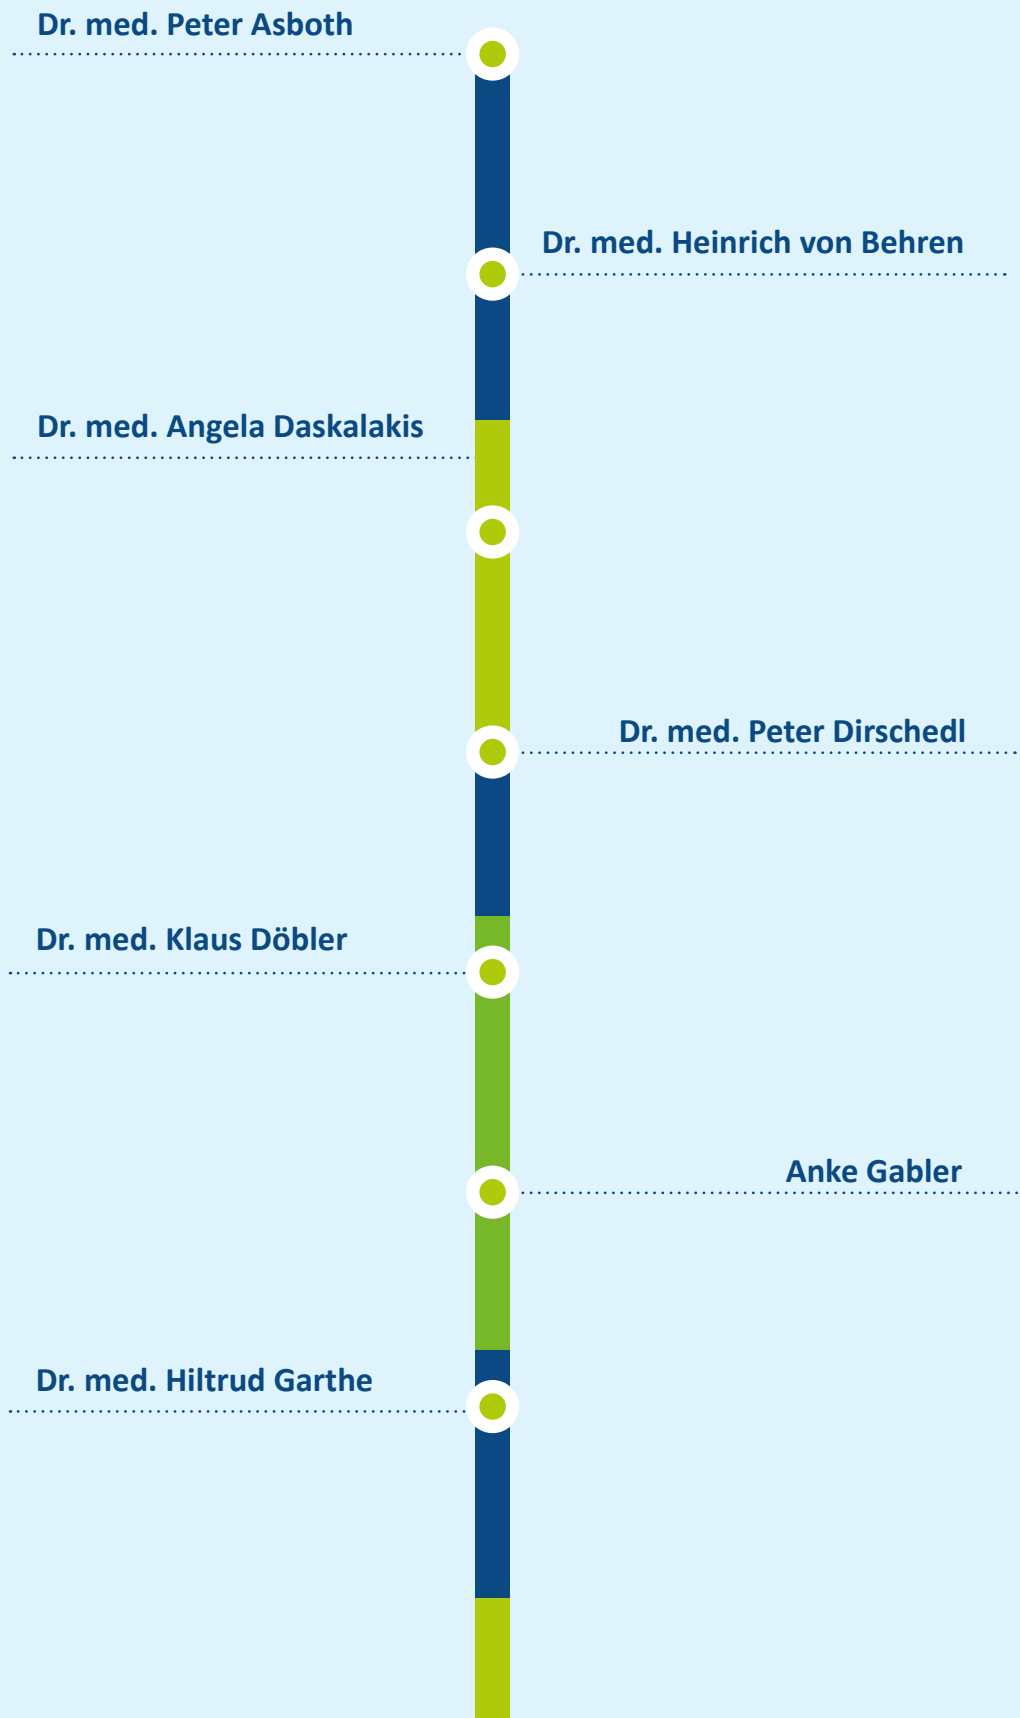 Dr. med. Peter Asboth
Dr. med. Heinrich von Behren
Dr. med. Angela Daskalakis
Dr. med. Peter Dirschedl
Dr. med. Klaus Döbler
Anke Gabler
Dr. med. Hiltrud Garthe